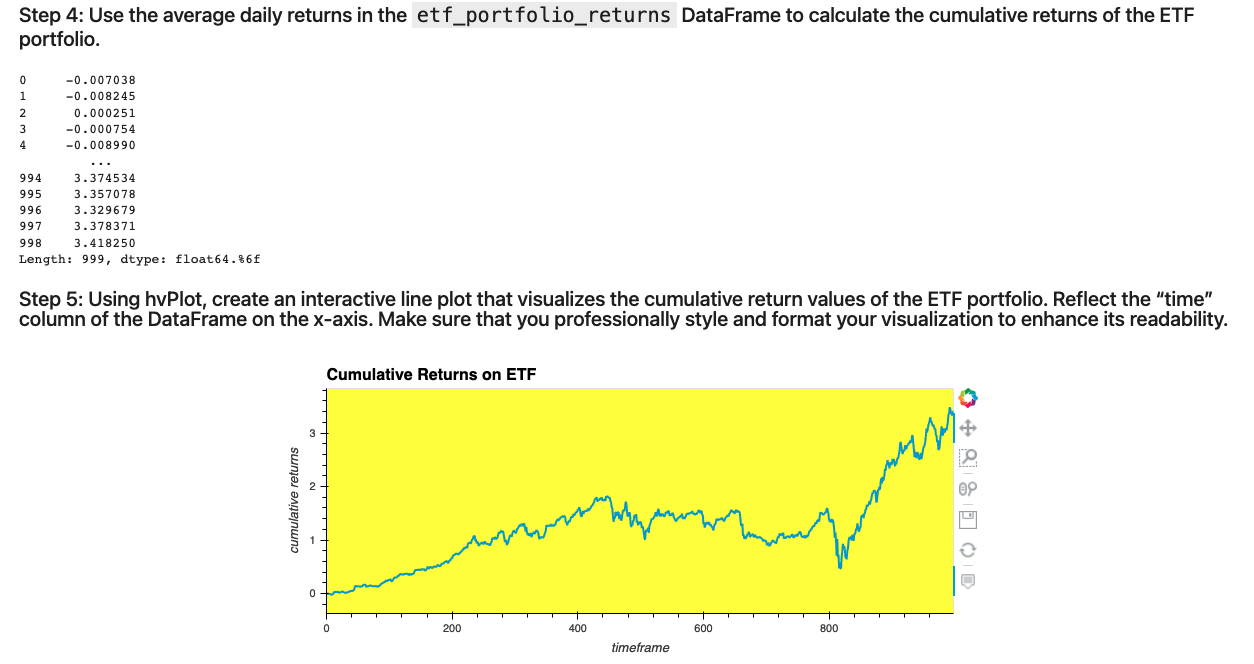 Step 4: Use the average daily returns in the etf_portfolio_returns DataFrame to calculate the cumulative returns of the ETF
portfolio.
0 -0.007038
1 -0.008245
2 0.000251
3 -0.000754
4 -0.008990
...
994 3.374534
995 3.357078
996 3.329679
997 3.378371
998 3.418250
Length: 999, dtype: float64.%6f
Step 5: Using hvPlot, create an interactive line plot that visualizes the cumulative return values of the ETF portfolio. Reflect the “time”
column of the DataFrame on the x-axis. Make sure that you professionally style and format your visualization to enhance its readability.
Cumulative Returns on ETF
cumulative returns
3
2
1
0
0 200 400 600 800
timeframe